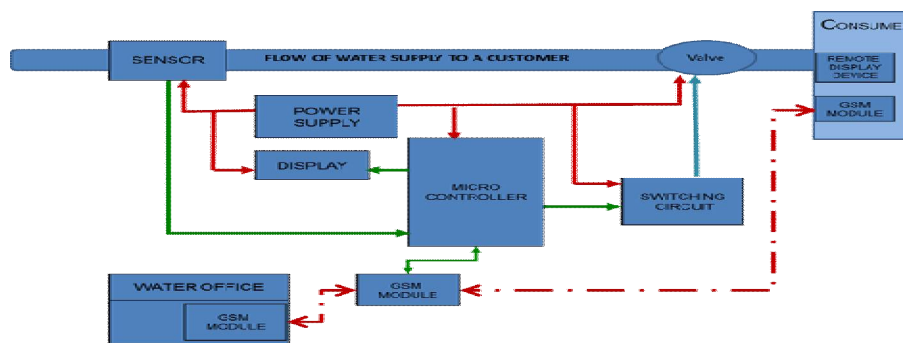 CONSUME
SENSOR
FLOW OF WATER SUPPLY TO A CUSTOMER
Valve
REMOTE
DISPLAY
DEVICE
GSM
MODULE
POWER
SUPPLY
DISPLAY
MICRO
CONTROLLER
SWITCHING
CIRCUIT
GSM
MODULE
WATER OFFICE
GSM
MODULE